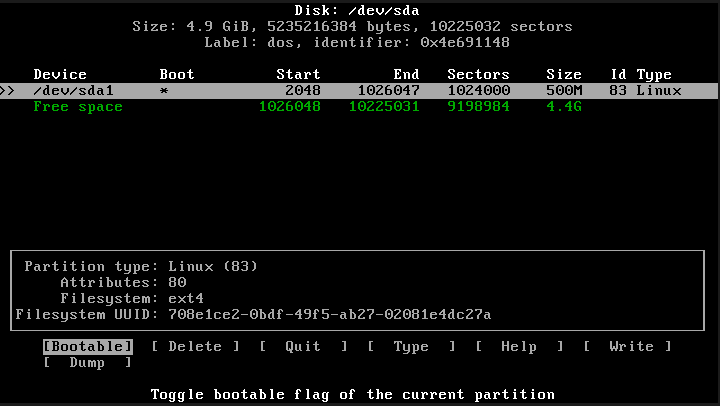 Disk: /dev/sda
Size: 4.9 GiB, 5235216384 bytes, 10225032 sectors
Label: dos, identifier: 0x4e691148
Device Boot Start End Sectors Size Id Type
>> /dev/sda1 * 2048 1026047 1024000 500M 83 Linux
Free space 1026048 10225031 9198984 4.4G
Partition type: Linux (83)
Attributes: 80
Filesystem: ext4
Filesystem UUID: 708e1ce2-0bdf-49f5-ab27-02081e4dc27a
[Bootable] [ Delete ] [ Quit ] [ Type ] [ Help ] [ Write ]
[ Dump ]
Toggle bootable flag of the current partition